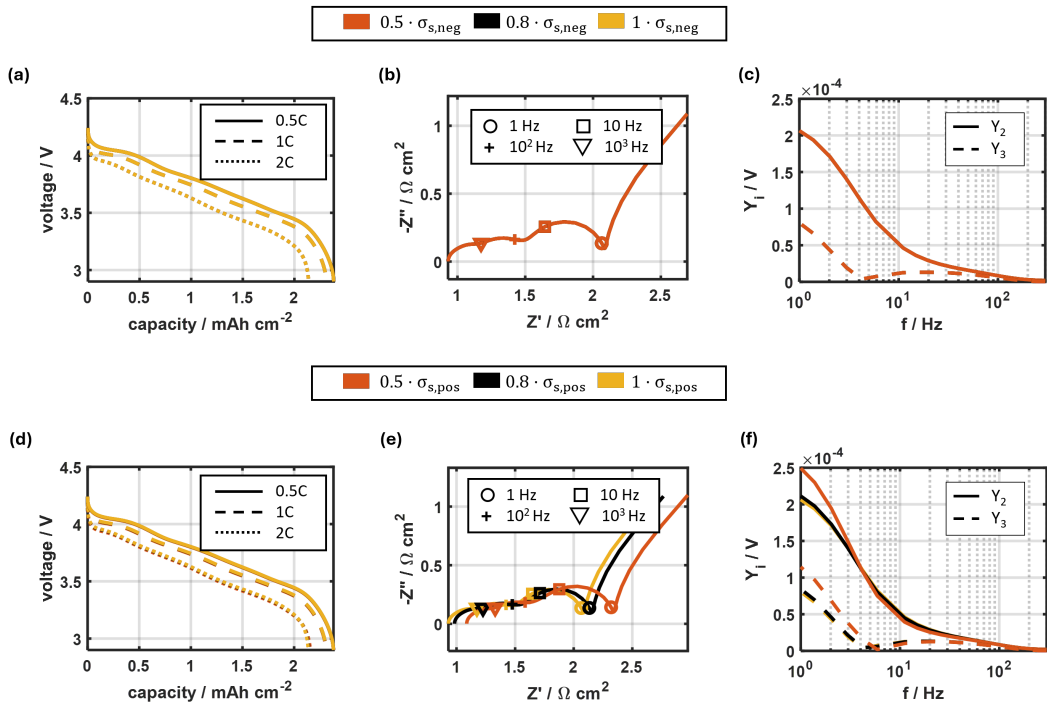 0.5 · σs,neg 0.8 · σs,neg 1 · σs,neg
(a)
4.5
4
3.5
3
voltage / V
0 0.5 1 1.5 2
capacity / mAh cm-2
0.5C
1C
2C
(b)
1
0.5
0
-Z'' / Ω cm2
1 1.5 2 2.5
Z' / Ω cm2
1 Hz 10 Hz
102 Hz 103 Hz
(c)
×10-4
2.5
2
1.5
1
0.5
0
Yi / V
100 101 102
f / Hz
Y2
Y3
0.5 · σs,pos 0.8 · σs,pos 1 · σs,pos
(d)
4.5
4
3.5
3
voltage / V
0 0.5 1 1.5 2
capacity / mAh cm-2
0.5C
1C
2C
(e)
1
0.5
0
-Z'' / Ω cm2
1 1.5 2 2.5
Z' / Ω cm2
1 Hz 10 Hz
102 Hz 103 Hz
(f)
×10-4
2.5
2
1.5
1
0.5
0
Yi / V
100 101 102
f / Hz
Y2
Y3